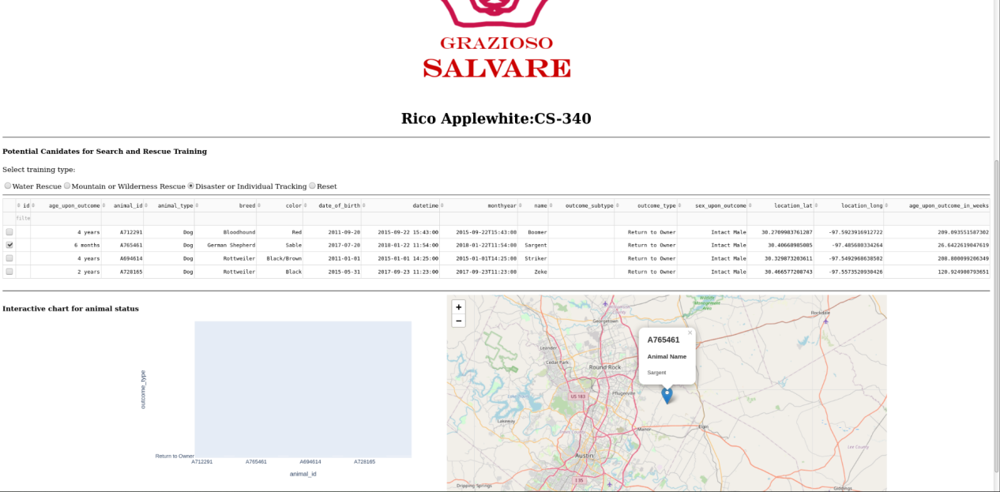 GRAZIOSO
SALVARE
Rico Applewhite:CS-340
Potential Canidates for Search and Rescue Training
Select training type:
Water Rescue Mountain or Wilderness Rescue Disaster or Individual Tracking Reset
id age_upon_outcome animal_id animal_type breed color date_of_birth datetime monthyear name outcome_subtype outcome_type sex_upon_outcome location_lat location_long age_upon_outcome_in_weeks
filte
4 years A712291 Dog Bloodhound Red 2011-09-20 2015-09-22 15:43:00 2015-09-22T15:43:00 Boomer Return to Owner Intact Male 30.2709983761287 -97.5923916912722 209.093551587302
6 months A765461 Dog German Shepherd Sable 2017-07-20 2018-01-22 11:54:00 2018-01-22T11:54:00 Sargent Return to Owner Intact Male 30.40660985085 -97.485680334264 26.6422619047619
4 years A694614 Dog Rottweiler Black/Brown 2011-01-01 2015-01-01 14:25:00 2015-01-01T14:25:00 Striker Return to Owner Intact Male 30.329873203611 -97.5492968638502 208.800099206349
2 years A728165 Dog Rottweiler Black 2015-05-31 2017-09-23 11:23:00 2017-09-23T11:23:00 Zeke Return to Owner Intact Male 30.466577208743 -97.5573520930426 120.924900793651
Interactive chart for animal status
outcome_type
Return to Owner
A712291 A765461 A694614 A728165
animal_id
+
−
Management
Area
Rockdale
Georgetown
A765461
×
Animal Name
Sargent
Leander
Cedar Park
Round Rock
US 183
Pflugerville
Lakeway
Manor
Elgin
Lee County
Austin
I 35
Dripping Springs
Giddings